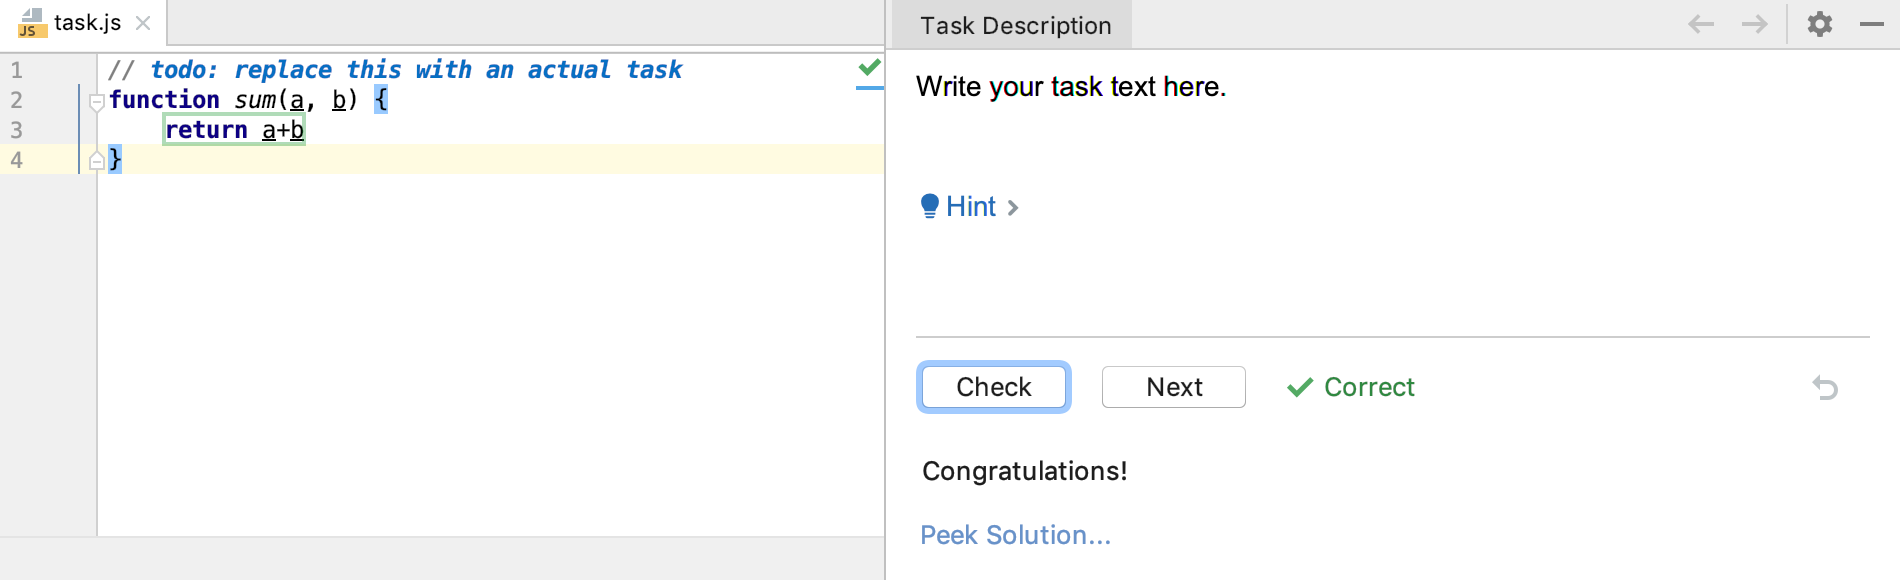 JS task.js
Task Description
1 // todo: replace this with an actual task
2 function sum(a, b) {
3 return a+b
4 }
Write your task text here.
Hint
Check Next Correct
Congratulations!
Peek Solution...